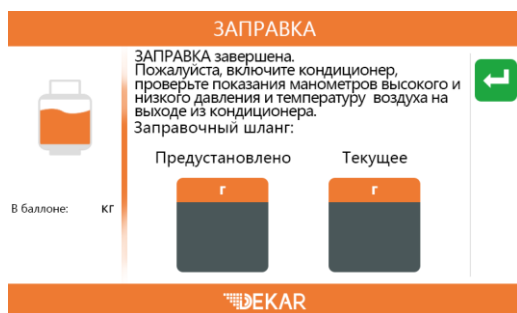 ЗАПРАВКА
ЗАПРАВКА завершена.
Пожалуйста, включите кондиционер,
проверьте показания манометров высокого и
низкого давления и температуру воздуха на
выходе из кондиционера.
Заправочный шланг:
Предустановлено Текущее
г г
В баллоне: кг
DEKAR